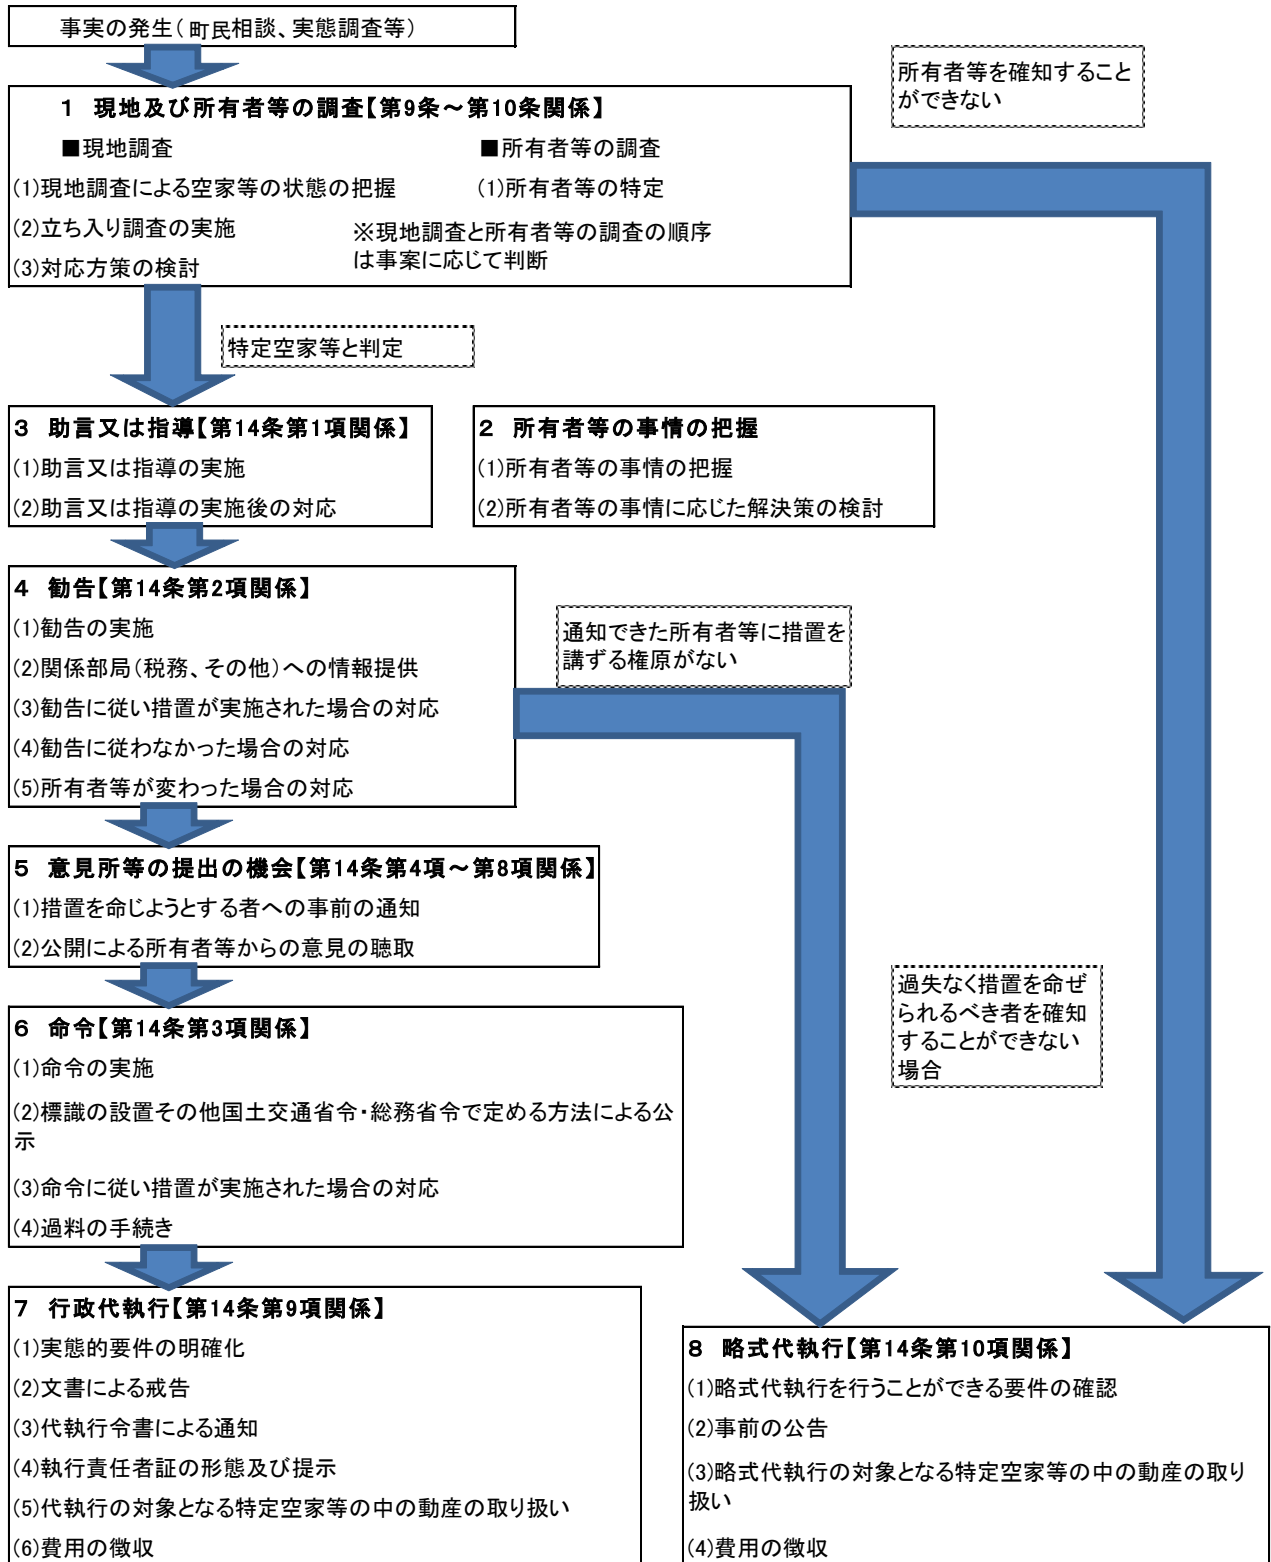 事実の発生(町民相談、実態調査等)
所有者等を確知すること
ができない
1 現地及び所有者等の調査【第9条～第10条関係】
■現地調査
■所有者等の調査
(1)現地調査による空家等の状態の把握
(1)所有者等の特定
(2)立ち入り調査の実施
※現地調査と所有者等の調査の順序
は事案に応じて判断
(3)対応方策の検討
特定空家等と判定
3 助言又は指導【第14条第1項関係】
(1)助言又は指導の実施
(2)助言又は指導の実施後の対応
2 所有者等の事情の把握
(1)所有者等の事情の把握
(2)所有者等の事情に応じた解決策の検討
4 勧告【第14条第2項関係】
(1)勧告の実施
(2)関係部局(税務、その他)への情報提供
(3)勧告に従い措置が実施された場合の対応
(4)勧告に従わなかった場合の対応
(5)所有者等が変わった場合の対応
通知できた所有者等に措置を
講ずる権原がない
5 意見所等の提出の機会【第14条第4項～第8項関係】
(1)措置を命じようとする者への事前の通知
(2)公開による所有者等からの意見の聴取
過失なく措置を命ぜ
られるべき者を確知
することができない
場合
6 命令【第14条第3項関係】
(1)命令の実施
(2)標識の設置その他国土交通省令・総務省令で定める方法による公
示
(3)命令に従い措置が実施された場合の対応
(4)過料の手続き
7 行政代執行【第14条第9項関係】
(1)実態的要件の明確化
(2)文書による戒告
(3)代執行令書による通知
(4)執行責任者証の形態及び提示
(5)代執行の対象となる特定空家等の中の動産の取り扱い
(6)費用の徴収
8 略式代執行【第14条第10項関係】
(1)略式代執行を行うことができる要件の確認
(2)事前の公告
(3)略式代執行の対象となる特定空家等の中の動産の取り
扱い
(4)費用の徴収